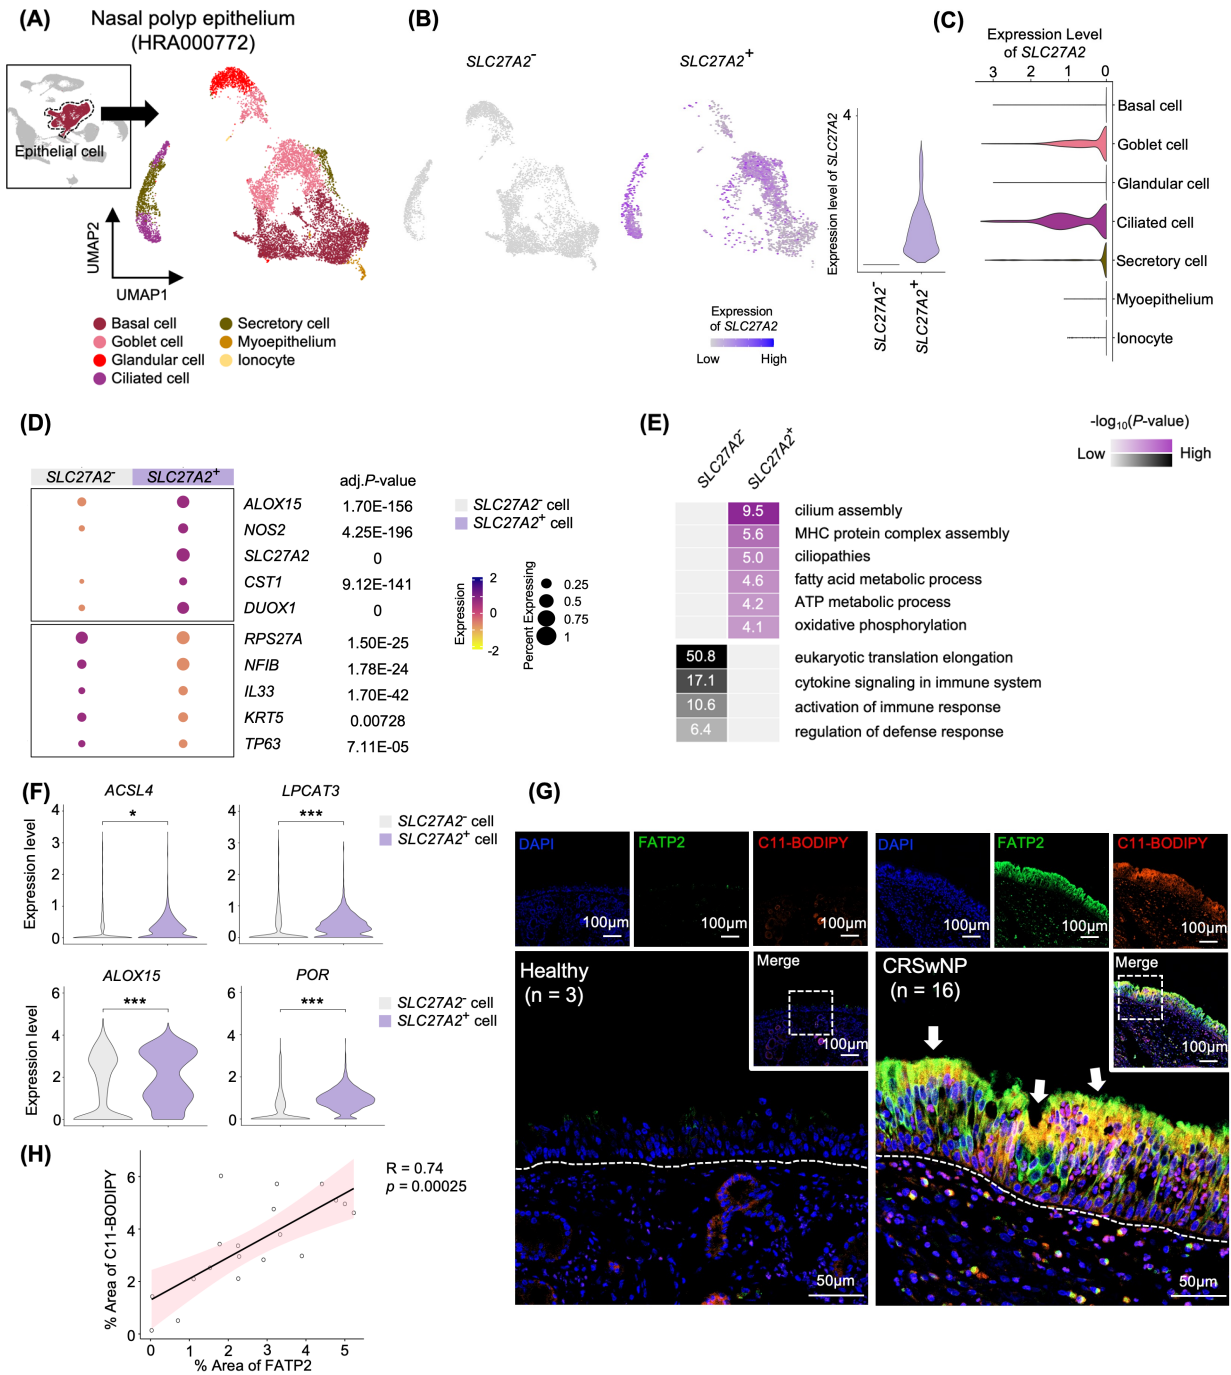 (A)
Nasal polyp epithelium
(HRA000772)
Epithelial cell
UMAP2
UMAP1
Basal cell
Goblet cell
Glandular cell
Ciliated cell
Secretory cell
Myoepithelium
Ionocyte
(B)
SLC27A2-
SLC27A2+
Expression
of SLC27A2
Low High
Expression level of SLC27A2
4
0
SLC27A2-
SLC27A2+
(C)
Expression Level
of SLC27A2
3 2 1 0
Basal cell
Goblet cell
Glandular cell
Ciliated cell
Secretory cell
Myoepithelium
Ionocyte
(D)
SLC27A2- SLC27A2+ adj.P-value
ALOX15 1.70E-156
NOS2 4.25E-196
SLC27A2 0
CST1 9.12E-141
DUOX1 0
RPS27A 1.50E-25
NFIB 1.78E-24
IL33 1.70E-42
KRT5 0.00728
TP63 7.11E-05
SLC27A2- cell
SLC27A2+ cell
Expression
2
0
-2
Percent Expressing
0.25
0.5
0.75
1
(E)
SLC27A2-
SLC27A2+
-log10(P-value)
Low High
9.5 cilium assembly
5.6 MHC protein complex assembly
5.0 ciliopathies
4.6 fatty acid metabolic process
4.2 ATP metabolic process
4.1 oxidative phosphorylation
50.8 eukaryotic translation elongation
17.1 cytokine signaling in immune system
10.6 activation of immune response
6.4 regulation of defense response
(F)
ACSL4
Expression level
4
3
2
1
0
*
LPCAT3
4
3
2
1
0
***
SLC27A2- cell
SLC27A2+ cell
ALOX15
Expression level
6
4
2
0
***
POR
6
4
2
0
***
SLC27A2- cell
SLC27A2+ cell
(G)
DAPI
100μm
FATP2
100μm
C11-BODIPY
100μm
DAPI
100μm
FATP2
100μm
C11-BODIPY
100μm
Healthy
(n = 3)
Merge
100μm
50μm
CRSwNP
(n = 16)
Merge
100μm
50μm
(H)
% Area of C11-BODIPY
6
4
2
0
0 1 2 3 4 5
% Area of FATP2
R = 0.74
p = 0.00025